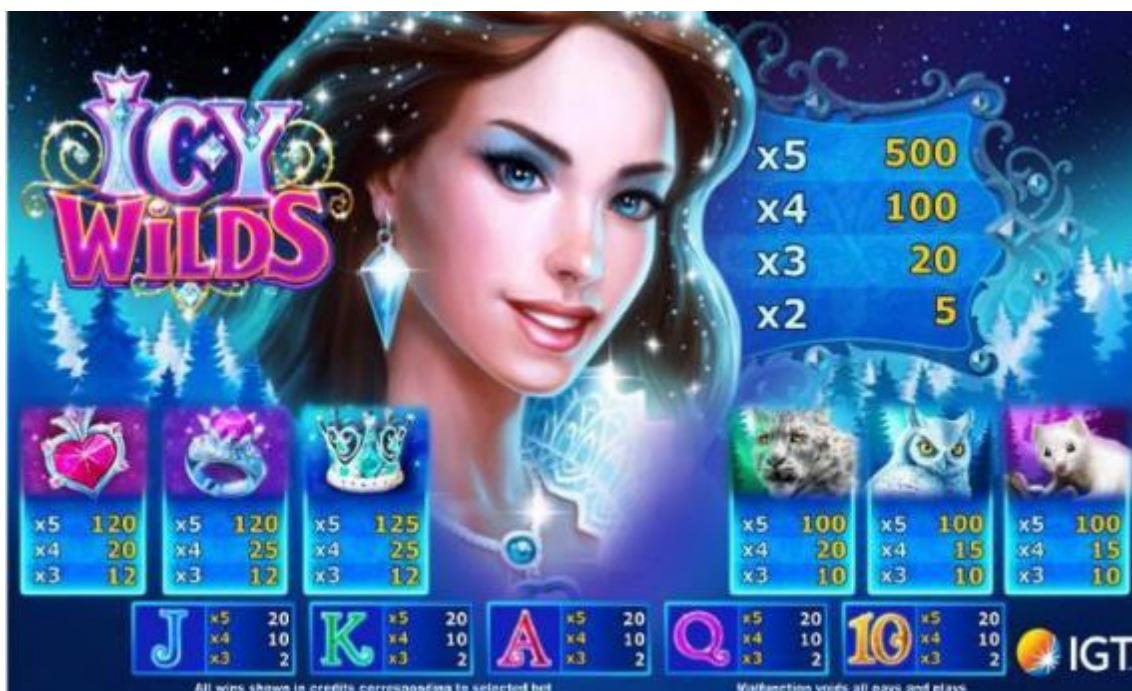 ICY
WILDS
x5 500
x4 100
x3 20
x2 5
x5 120
x4 20
x3 12
x5 120
x4 25
x3 12
x5 125
x4 25
x3 12
x5 100
x4 20
x3 10
x5 100
x4 15
x3 10
x5 100
x4 15
x3 10
J
x5 20
x4 10
x3 2
K
x5 20
x4 10
x3 2
A
x5 20
x4 10
x3 2
Q
x5 20
x4 10
x3 2
10
x5 20
x4 10
x3 2
IGT
All wins shown in credits corresponding to selected bet
Malfunction voids all pays and plays